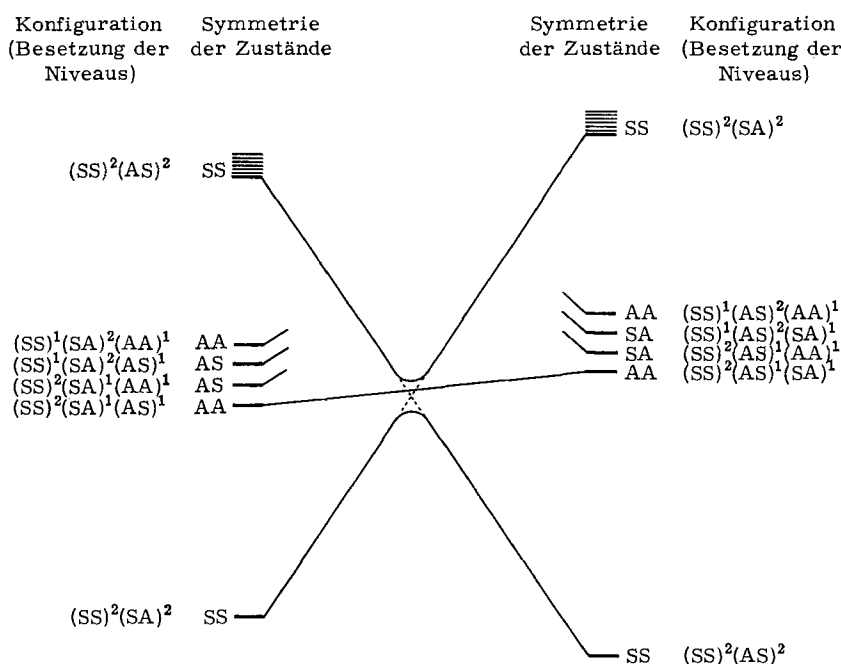 Konfiguration
(Besetzung der
Niveaus)
Symmetrie
der Zustände
Symmetrie
der Zustände
Konfiguration
(Besetzung der
Niveaus)
(SS)²(AS)² SS
(SS)¹(SA)²(AA)¹ AA
(SS)¹(SA)²(AS)¹ AS
(SS)²(SA)¹(AA)¹ AS
(SS)²(SA)¹(AS)¹ AA
(SS)²(SA)² SS
SS (SS)²(SA)²
AA (SS)¹(AS)²(AA)¹
SA (SS)¹(AS)²(SA)¹
SA (SS)²(AS)¹(AA)¹
AA (SS)²(AS)¹(SA)¹
SS (SS)²(AS)²